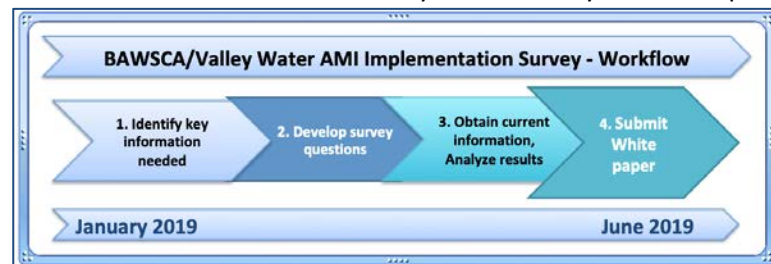 BAWSCA/Valley Water AMI Implementation Survey - Workflow
1. Identify key
information
needed
2. Develop survey
questions
3. Obtain current
information,
Analyze results
4. Submit
White
paper
January 2019
June 2019